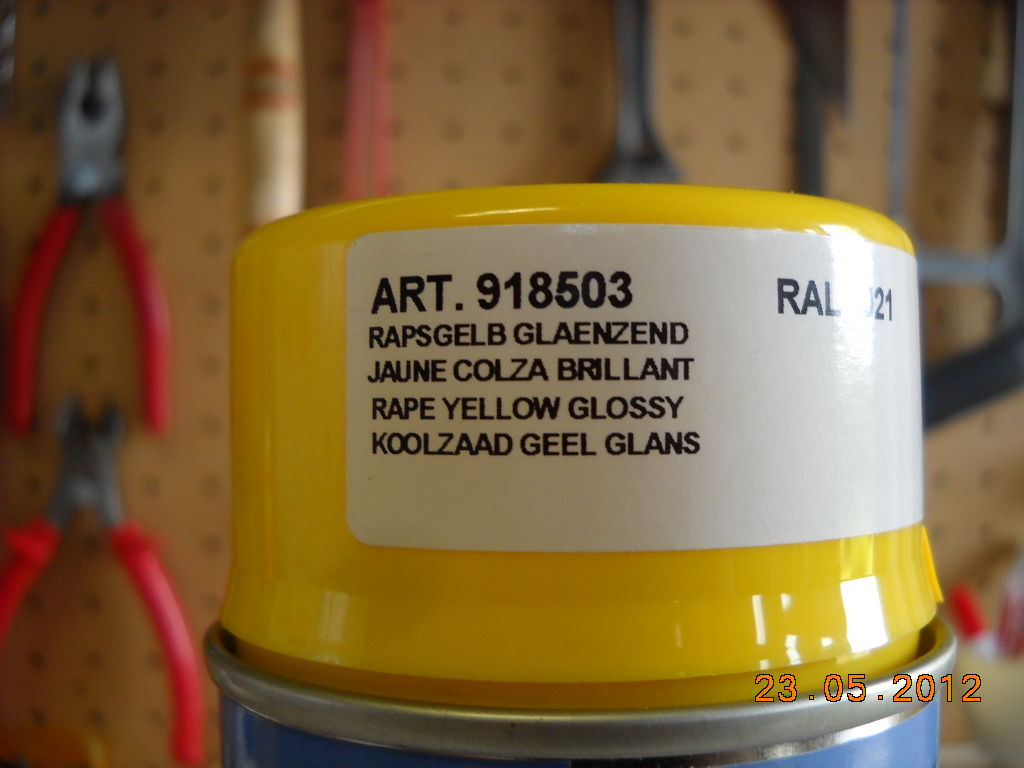 ART. 918503
RAL
RAPSGELB GLAENZEND
JAUNE COLZA BRILLANT
RAPE YELLOW GLOSSY
KOOLZAAD GEEL GLANS
23.05.2012